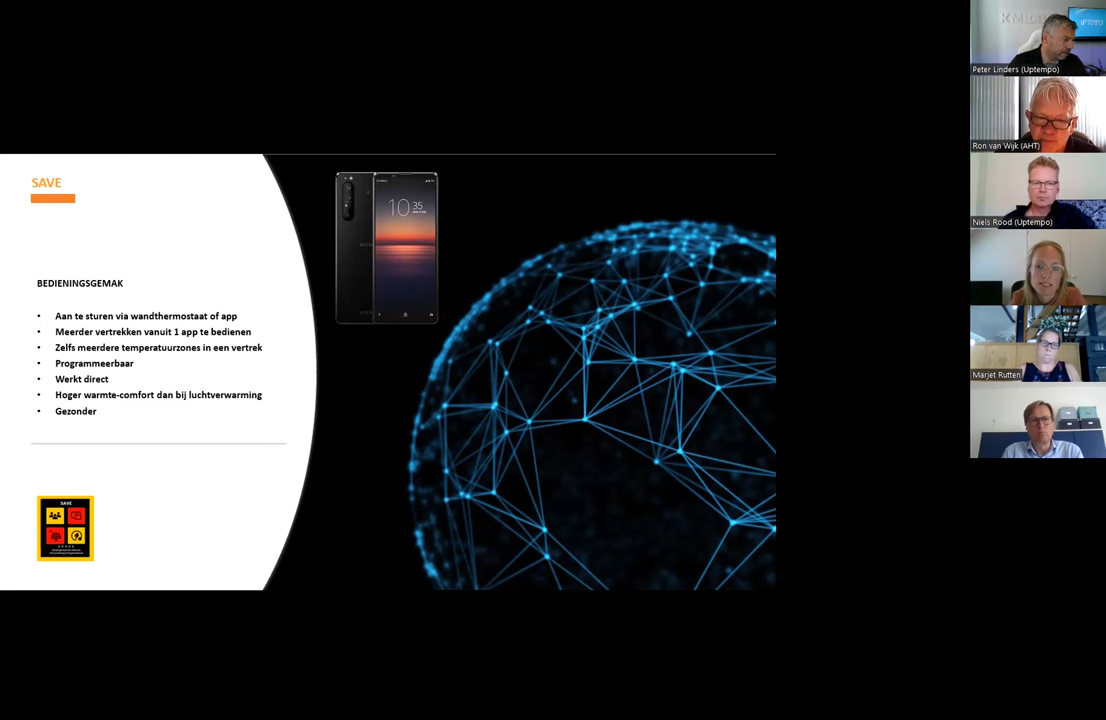 SAVE
BEDIENINGSGEMAK
• Aan te sturen via wandthermostaat of app
• Meerder vertrekken vanuit 1 app te bedienen
• Zelfs meerdere temperatuurzones in een vertrek
• Programmeerbaar
• Werkt direct
• Hoger warmte-comfort dan bij luchtverwarming
• Gezonder
SAVE
10 35
SONY
Peter Linders (Uptempo)
Ron van Wijk (AHT)
Niels Rood (Uptempo)
Marjet Rutten